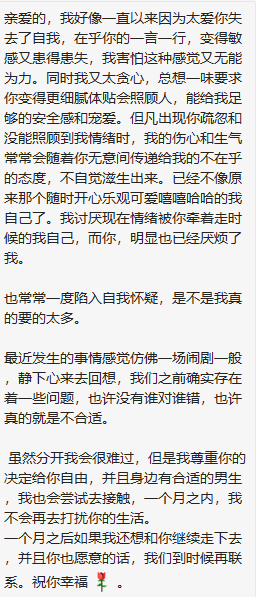 亲爱的，我好像一直以来因为太爱你失
去了自我，在乎你的一言一行，变得敏
感又患得患失，我害怕这种感觉又无能
为力。同时我又太贪心，总想一味要求
你变得更细腻体贴会照顾人，能给我足
够的安全感和宠爱。但凡出现你疏忽和
没能照顾到我情绪时，我的伤心和生气
常常会随着你无意间传递给我的不在乎
的态度，不自觉滋生出来。已经不像原
来那个随时开心乐观可爱嘻嘻哈哈的我
自己了。我讨厌现在情绪被你牵着走时
候的我自己，而你，明显也已经厌烦了
我。
也常常一度陷入自我怀疑，是不是我真
的要的太多。
最近发生的事情感觉仿佛一场闹剧一般
，静下心来去回想，我们之前确实存在
着一些问题，也许没有谁对谁错，也许
真的就是不合适。
虽然分开我会很难过，但是我尊重你的
决定给你自由，并且身边有合适的男生
，我也会尝试去接触，一个月之内，我
不会再去打扰你的生活。
一个月之后如果我还想和你继续走下去
，并且你也愿意的话，我们到时候再联
系。祝你幸福🌹。